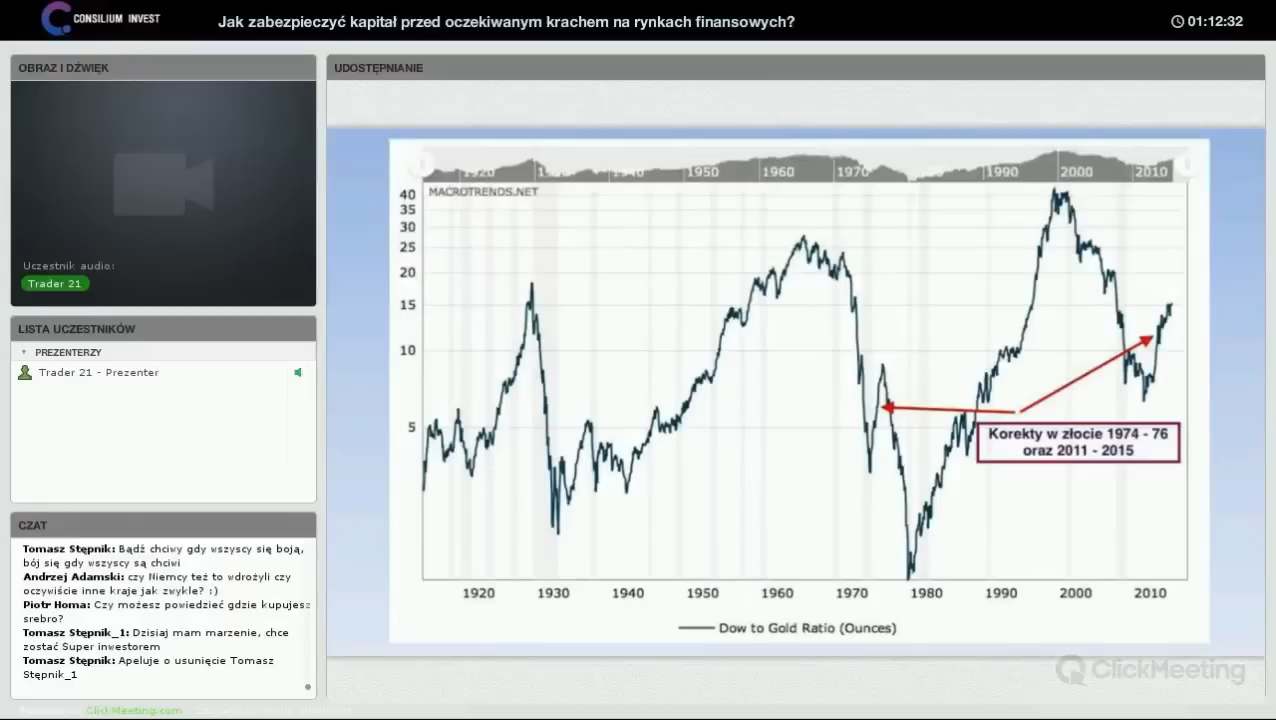 CONSILIUM INVEST
Jak zabezpieczyć kapitał przed oczekiwanym krachem na rynkach finansowych?
01:12:32
OBRAZ I DŹWIĘK
Uczestnik audio:
Trader 21
LISTA UCZESTNIKÓW
PREZENTERZY
Trader 21 - Prezenter
CZAT
Tomasz Stępnik: Bądź chciwy gdy wszyscy się boją,
bój się gdy wszyscy są chciwi
Andrzej Adamski: czy Niemcy też to wdrożyli czy
oczywiście inne kraje jak zwykle? :)
Piotr Homa: Czy możesz powiedzieć gdzie kupujesz
srebro?
Tomasz Stępnik_1: Dzisiaj mam marzenie, chce
zostać Super inwestorem
Tomasz Stępnik: Apeluje o usunięcie Tomasz
Stępnik_1
ClickMeeting.com
UDOSTĘPNIANIE
1920 1940 1950 1960 1970 1990 2000 2010
MACROTRENDS.NET
40
35
30
25
20
15
10
5
Korekty w złocie 1974 - 76
oraz 2011 - 2015
1920 1930 1940 1950 1960 1970 1980 1990 2000 2010
Dow to Gold Ratio (Ounces)
ClickMeeting